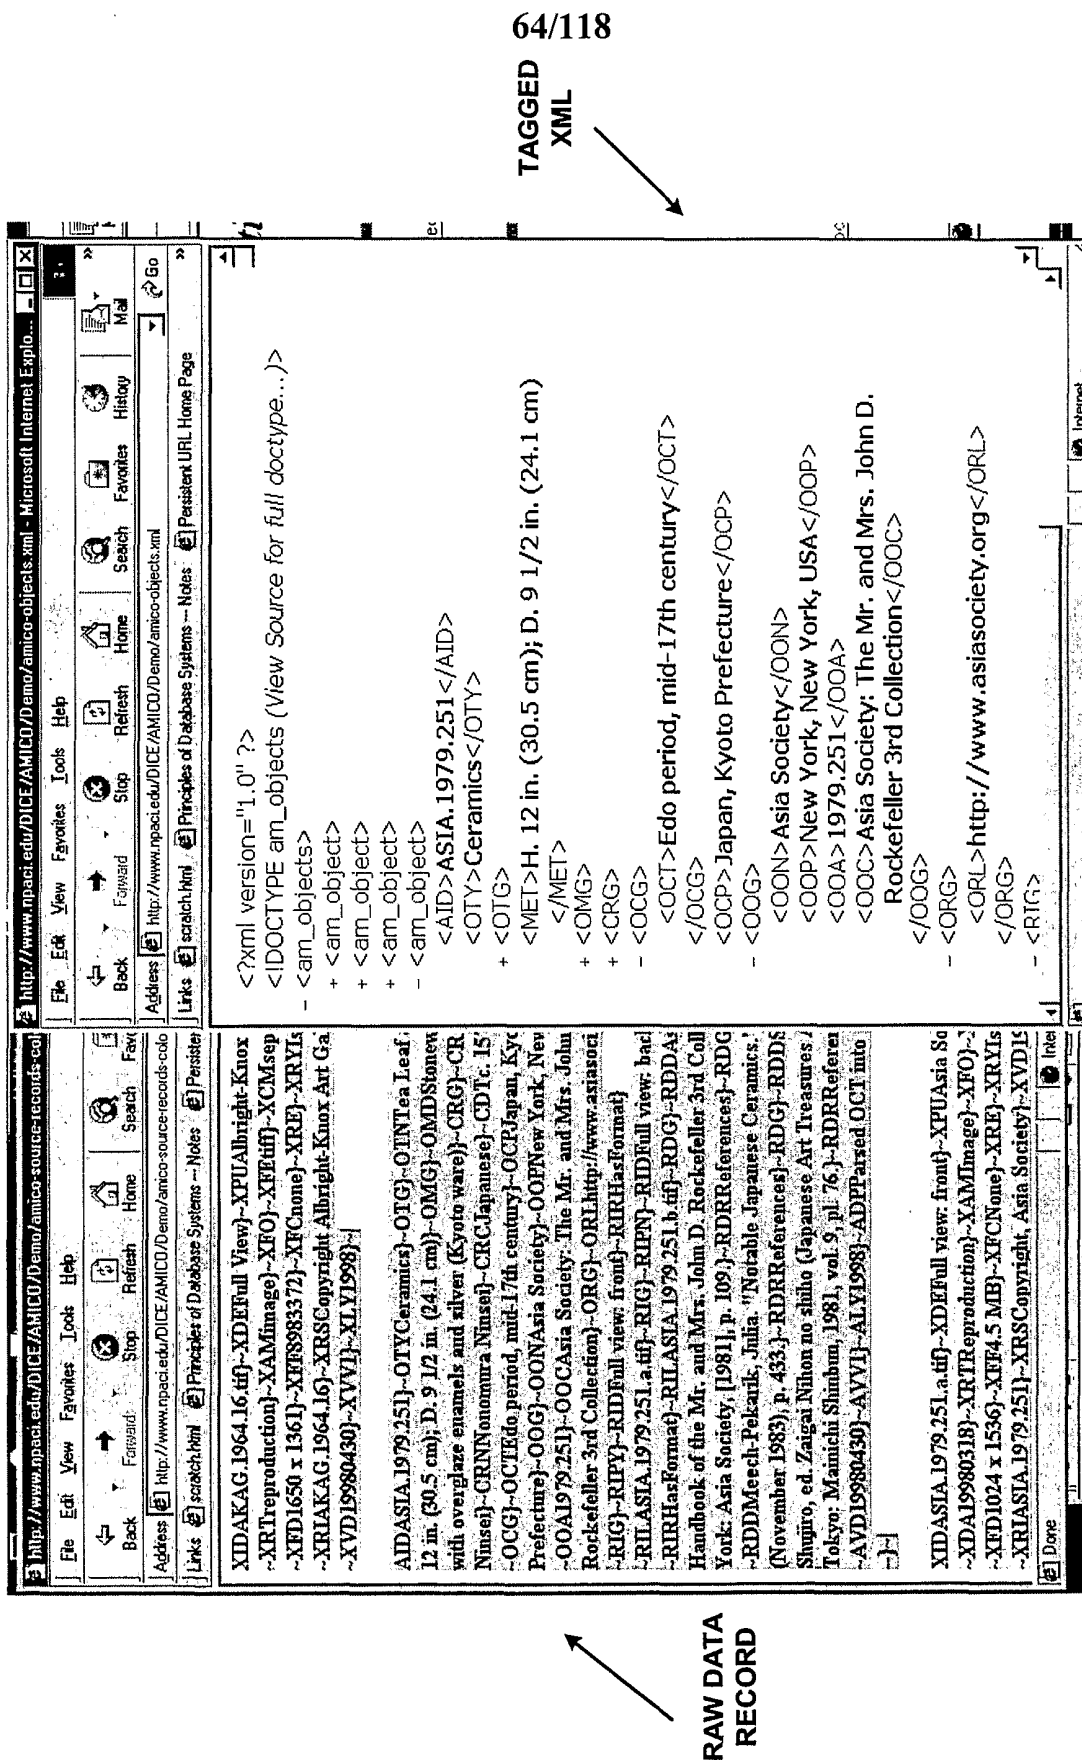 64/118
TAGGED
XML
RAW DATA
RECORD
http://www.npaci.edu/DICE/AMICO/Demo/amico-source-records-col
File Edit View Favorites Tools Help
Back Forward Stop Refresh Home Search Favo
Address http://www.npaci.edu/DICE/AMICO/Demo/amico-source-records-colo
Links scratch.html Principles of Database Systems -- Notes Persister
XIDAKAG.1964.16.tif}~XDEFull View}~XPUAlbright-Knox
~XRTreproduction}~XAMimage}~XFO}~XFEtiff}~XCMsep
~XFD1650 x 1361}~XFF8983372}~XFCnone}~XRE}~XRYIs
~XRIAKAG.1964.16}~XRSCopyright Albright-Knox Art Ga
~XVD19980430}~XVV1}~XLY1998}~}
AIDASIA.1979.251}~OTYCeramics}~OTG}~OTNTea Leaf
12 in. (30.5 cm); D. 9 1/2 in. (24.1 cm)}~OMG}~OMDStonew
with overglaze enamels and silver (Kyoto ware)}~CRG}~CR
Ninsei}~CRNNonomura Ninsei}~CRCJapanese}~CDTc. 15
~OCG}~OCTEdo period, mid-17th century}~OCPJapan, Kyo
Prefecture}~OOG}~OONAsia Society}~OOPNew York, New
~OOA1979.251}~OOCAsia Society: The Mr. and Mrs. John
Rockefeller 3rd Collection}~ORG}~ORLhttp://www.asiasoci
~RIG}~RIPY}~RIDFull view: front}~RIRHasFormat}
~RILASIA.1979.251.a.tif}~RIG}~RIPN}~RIDFull view: bacl
~RIRHasFormat}~RILASIA.1979.251.b.tif}~RDG}~RDDAs
Handbook of the Mr. and Mrs. John D. Rockefeller 3rd Coll
York: Asia Society, [1981], p. 109.}~RDRReferences}~RDG
~RDDMeech-Pekarik, Julia. "Notable Japanese Ceramics."
(November 1983), p. 433.}~RDRReferences}~RDG}~RDDS
Shujiro, ed. Zaigai Nihon no shiho (Japanese Art Treasures
Tokyo: Mainichi Shinbum, 1981, vol. 9, pl. 76.}~RDRReferen
~AVD19980430}~AVV1}~ALY1998}~ADPParsed OCT into
~}~}
XIDASIA.1979.251.a.tif}~XDEFull view: front}~XPUAsia So
~XDA19980318}~XRTReproduction}~XAMImage}~XFO}~
~XFD1024 x 1536}~XFF4.5 MB}~XFCNone}~XRE}~XRYIs
~XRIASIA.1979.251}~XRSCopyright, Asia Society}~XVD19
Done Inter
http://www.npaci.edu/DICE/AMICO/Demo/amico-objects.xml - Microsoft Internet Explo...
File Edit View Favorites Tools Help
Back Forward Stop Refresh Home Search Favorites History Mail
Address http://www.npaci.edu/DICE/AMICO/Demo/amico-objects.xml Go
Links scratch.html Principles of Database Systems -- Notes Persistent URL Home Page
<?xml version="1.0" ?>
<!DOCTYPE am_objects (View Source for full doctype...)>
- <am_objects>
+ <am_object>
+ <am_object>
+ <am_object>
- <am_object>
<AID>ASIA.1979.251</AID>
<OTY>Ceramics</OTY>
+ <OTG>
<MET>H. 12 in. (30.5 cm); D. 9 1/2 in. (24.1 cm)
</MET>
+ <OMG>
+ <CRG>
- <OCG>
<OCT>Edo period, mid-17th century</OCT>
</OCG>
<OCP>Japan, Kyoto Prefecture</OCP>
- <OOG>
<OON>Asia Society</OON>
<OOP>New York, New York, USA</OOP>
<OOA>1979.251</OOA>
<OOC>Asia Society: The Mr. and Mrs. John D.
Rockefeller 3rd Collection</OOC>
</OOG>
- <ORG>
<ORL>http://www.asiasociety.org</ORL>
</ORG>
- <RIG>
Internet